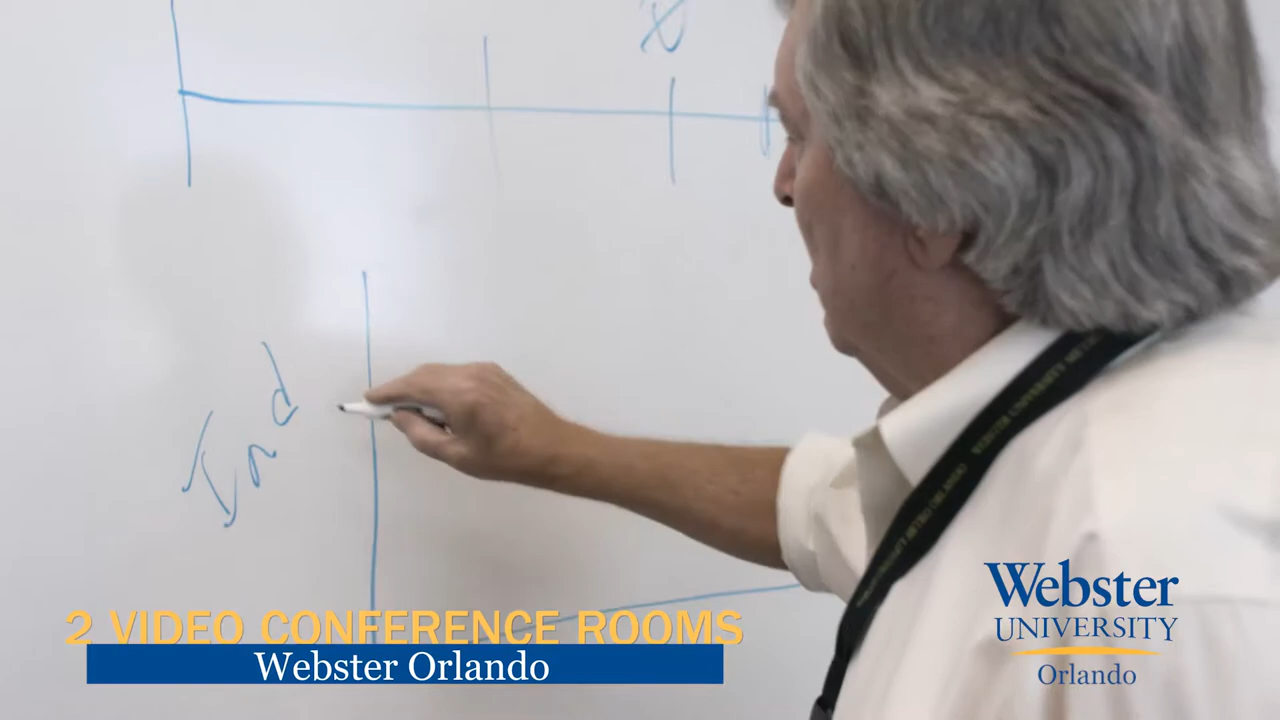 Ind
2 VIDEO CONFERENCE ROOMS
Webster Orlando
Webster
UNIVERSITY
Orlando